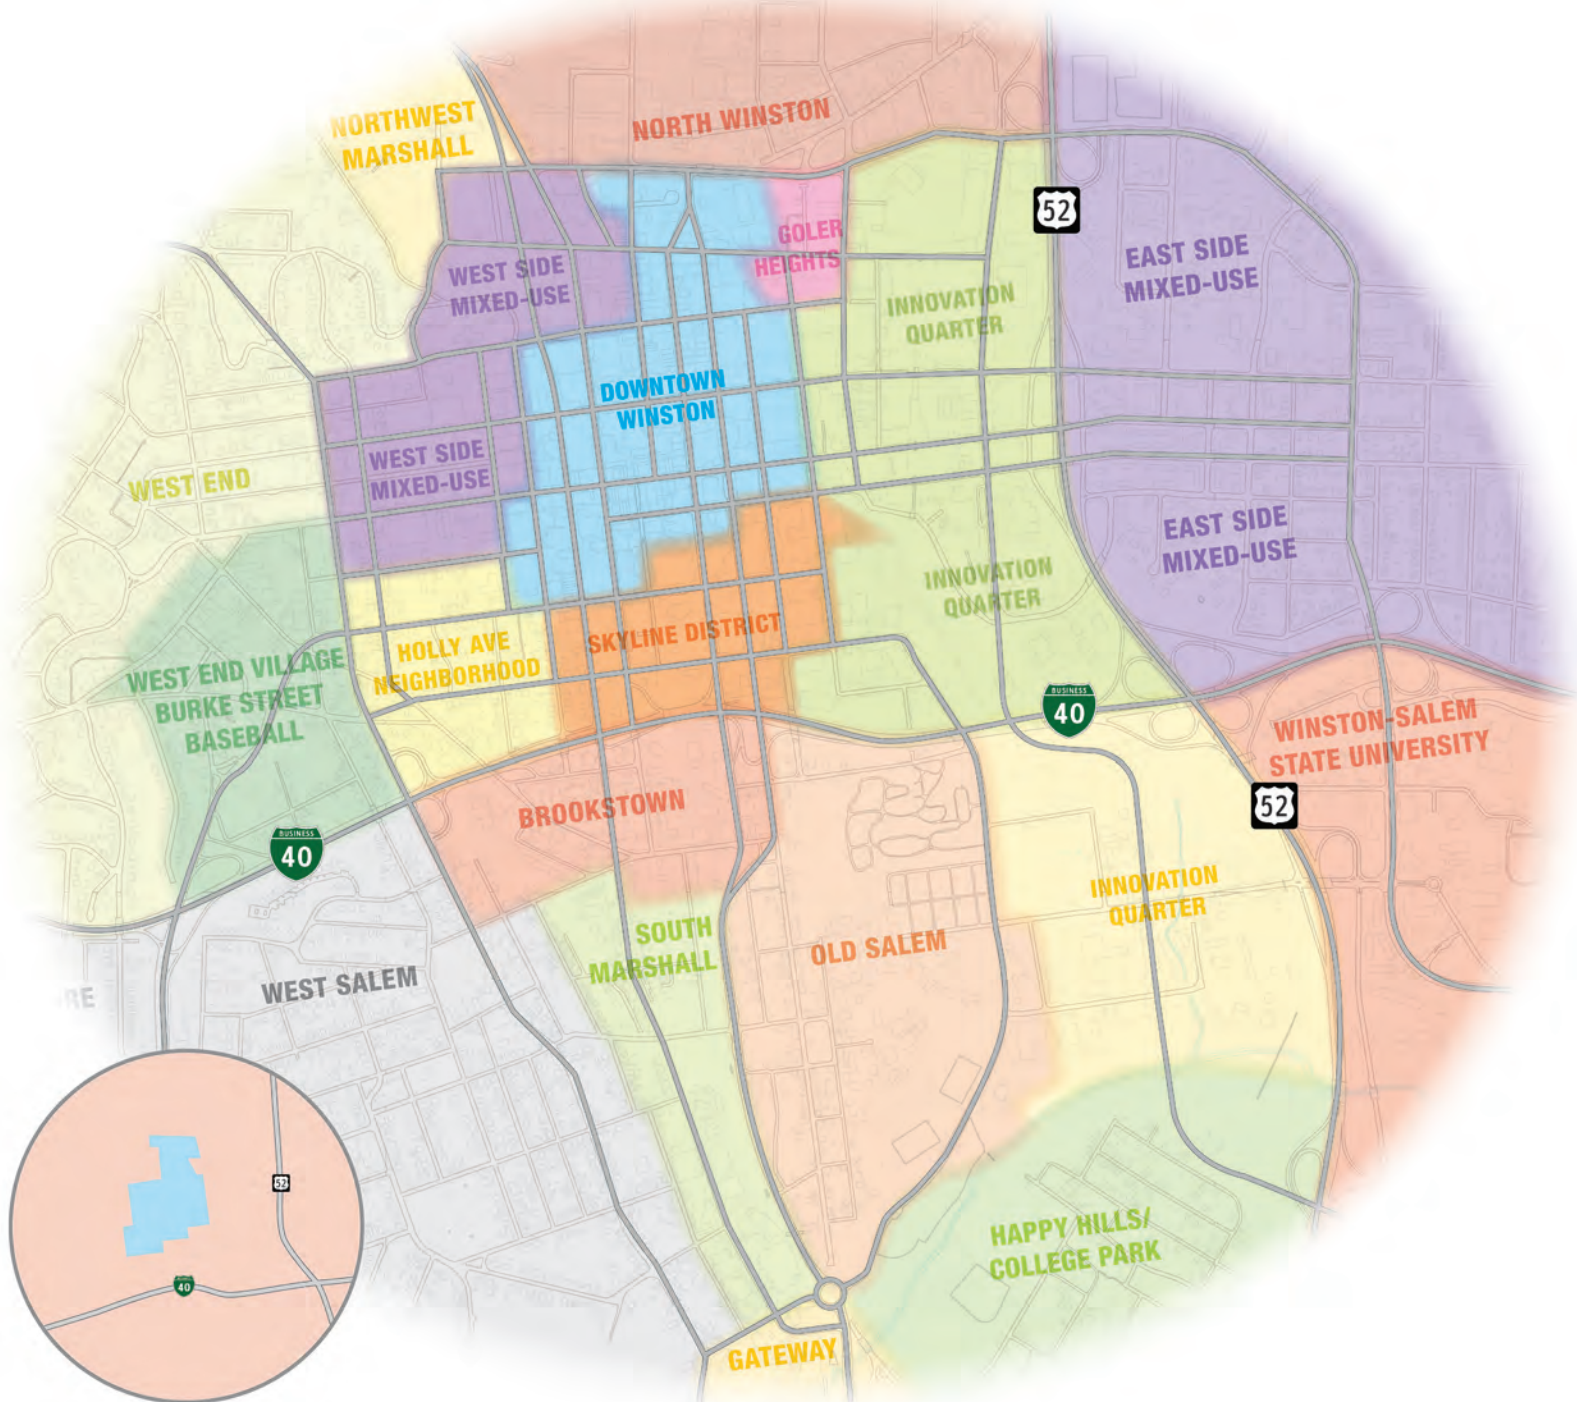 NORTHWEST
MARSHALL
NORTH WINSTON
52
GOLER
HEIGHTS
EAST SIDE
MIXED-USE
WEST SIDE
MIXED-USE
INNOVATION
QUARTER
DOWNTOWN
WINSTON
WEST SIDE
MIXED-USE
WEST END
EAST SIDE
MIXED-USE
INNOVATION
QUARTER
SKYLINE DISTRICT
HOLLY AVE
NEIGHBORHOOD
WEST END VILLAGE
BURKE STREET
BASEBALL
BUSINESS
40
WINSTON-SALEM
STATE UNIVERSITY
52
BROOKSTOWN
BUSINESS
40
INNOVATION
QUARTER
SOUTH
MARSHALL
OLD SALEM
WEST SALEM
RE
52
40
HAPPY HILLS/
COLLEGE PARK
GATEWAY